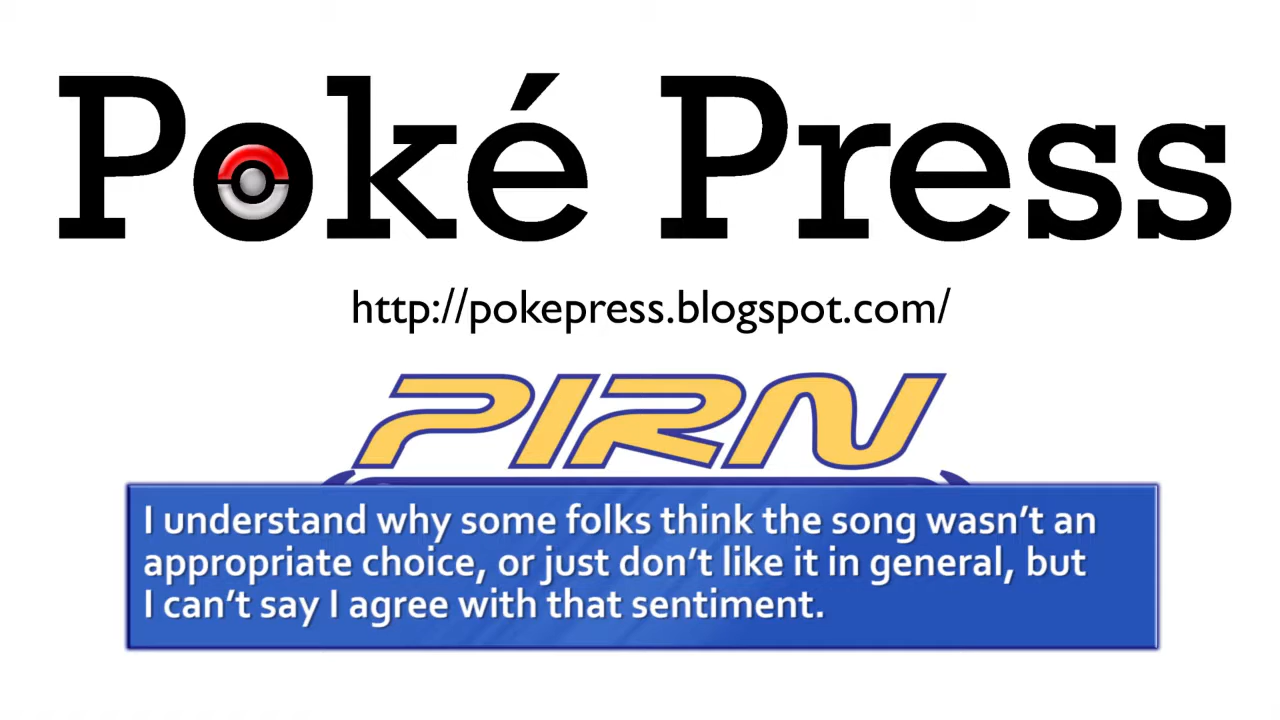 Poké Press
http://pokepress.blogspot.com/
PIRN
I understand why some folks think the song wasn't an
appropriate choice, or just don't like it in general, but
I can't say I agree with that sentiment.